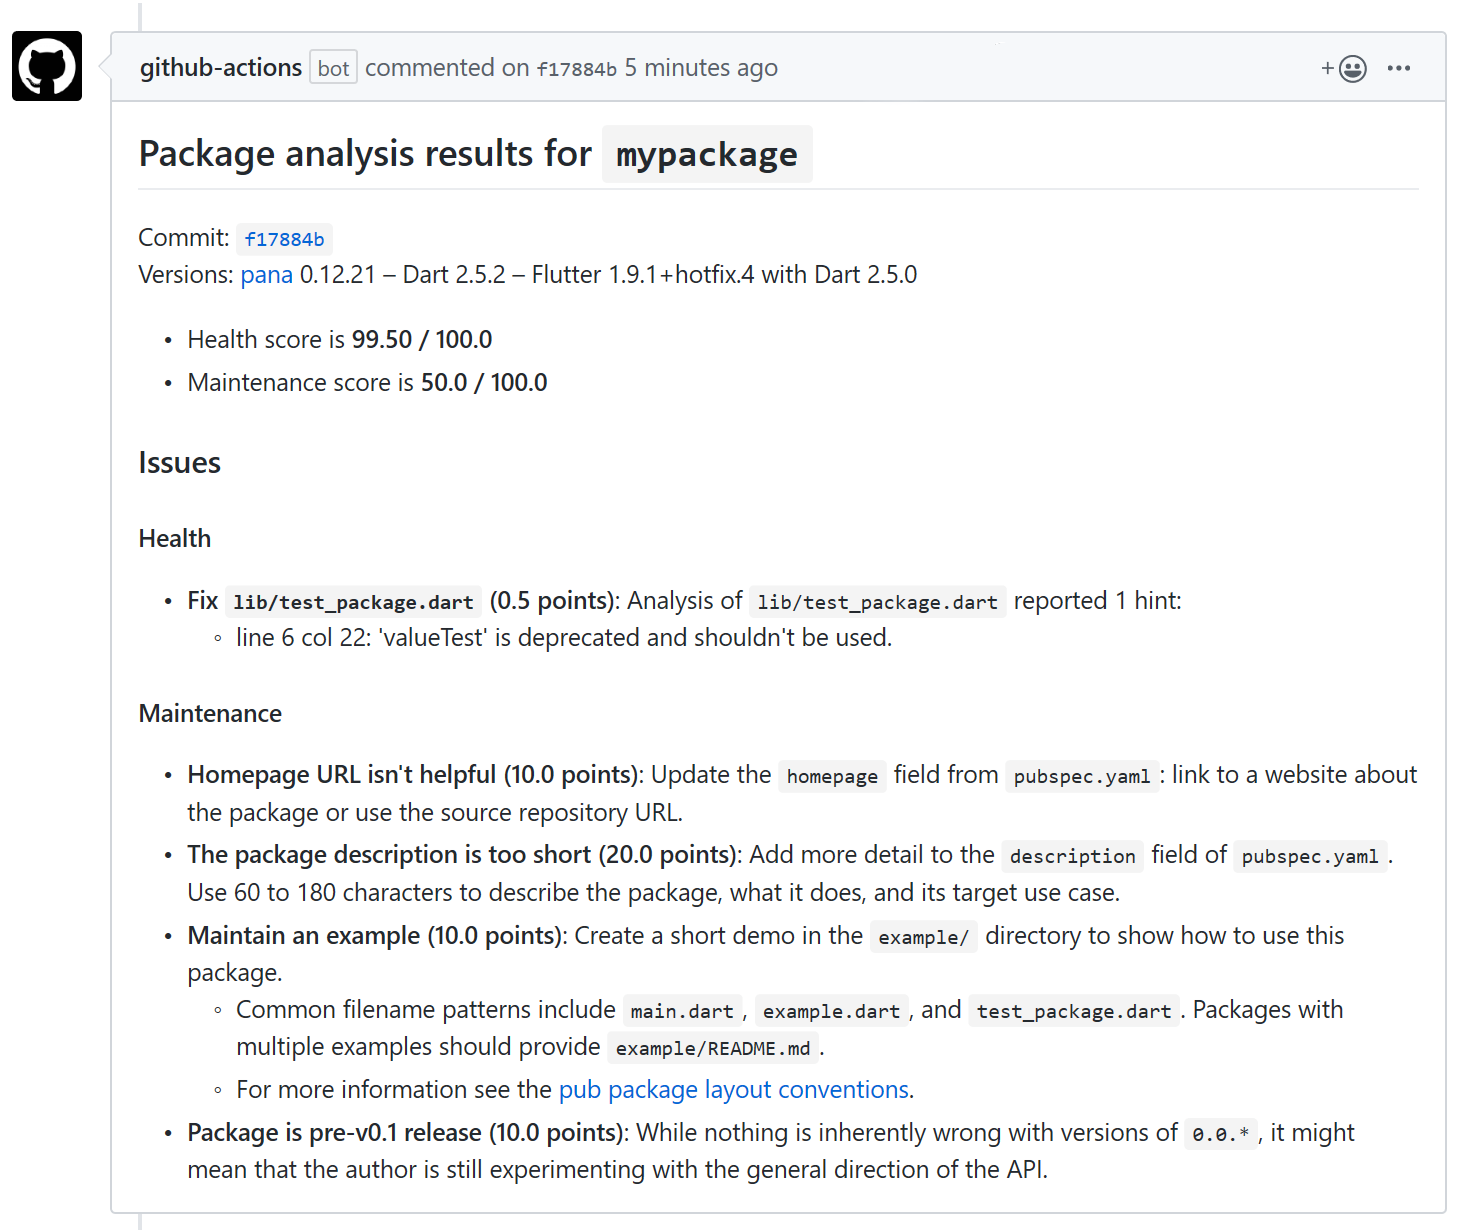 github-actions bot commented on f17884b 5 minutes ago
Package analysis results for mypackage
Commit: f17884b
Versions: pana 0.12.21 – Dart 2.5.2 – Flutter 1.9.1+hotfix.4 with Dart 2.5.0
• Health score is 99.50 / 100.0
• Maintenance score is 50.0 / 100.0
Issues
Health
• Fix lib/test_package.dart (0.5 points): Analysis of lib/test_package.dart reported 1 hint:
◦ line 6 col 22: 'valueTest' is deprecated and shouldn't be used.
Maintenance
• Homepage URL isn't helpful (10.0 points): Update the homepage field from pubspec.yaml: link to a website about
the package or use the source repository URL.
• The package description is too short (20.0 points): Add more detail to the description field of pubspec.yaml.
Use 60 to 180 characters to describe the package, what it does, and its target use case.
• Maintain an example (10.0 points): Create a short demo in the example/ directory to show how to use this
package.
◦ Common filename patterns include main.dart, example.dart, and test_package.dart. Packages with
multiple examples should provide example/README.md.
◦ For more information see the pub package layout conventions.
• Package is pre-v0.1 release (10.0 points): While nothing is inherently wrong with versions of 0.0.*, it might
mean that the author is still experimenting with the general direction of the API.